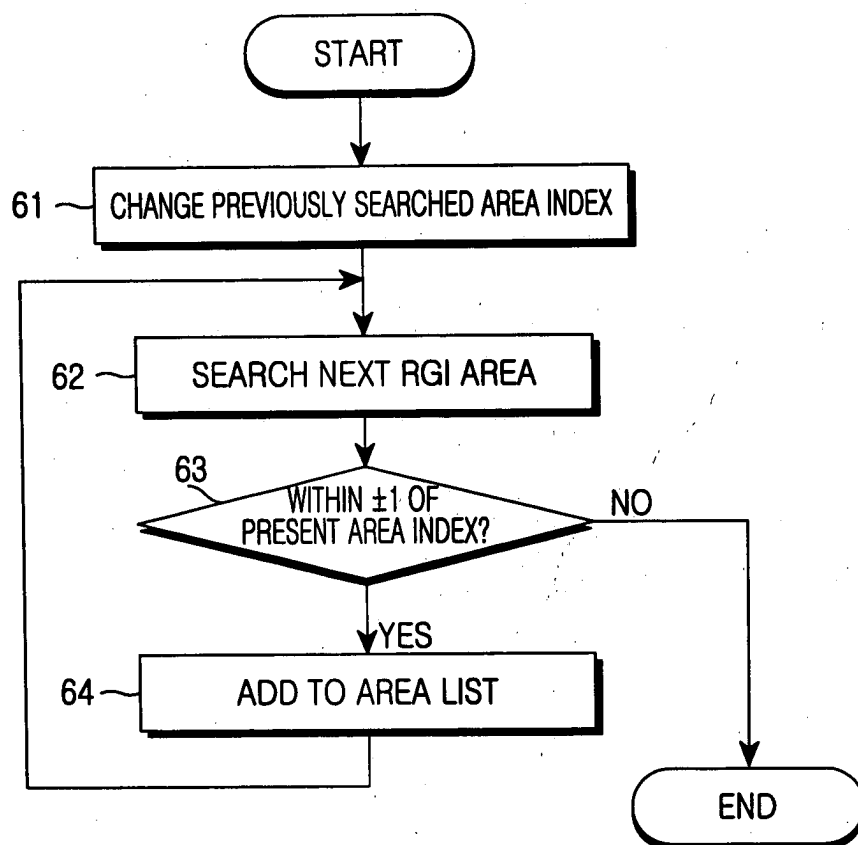 START
61
CHANGE PREVIOUSLY SEARCHED AREA INDEX
62
SEARCH NEXT RGI AREA
63
WITHIN ±1 OF
PRESENT AREA INDEX?
NO
YES
64
ADD TO AREA LIST
END